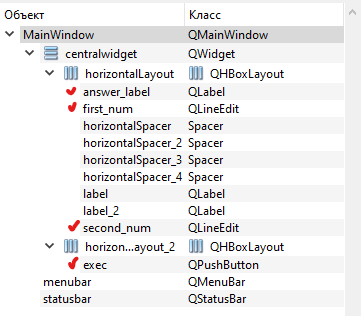 Объект Класс
MainWindow QMainWindow
centralwidget QWidget
horizontalLayout QHBoxLayout
answer_label QLabel
first_num QLineEdit
horizontalSpacer Spacer
horizontalSpacer_2 Spacer
horizontalSpacer_3 Spacer
horizontalSpacer_4 Spacer
label QLabel
label_2 QLabel
second_num QLineEdit
horizon...ayout_2 QHBoxLayout
exec QPushButton
menubar QMenuBar
statusbar QStatusBar